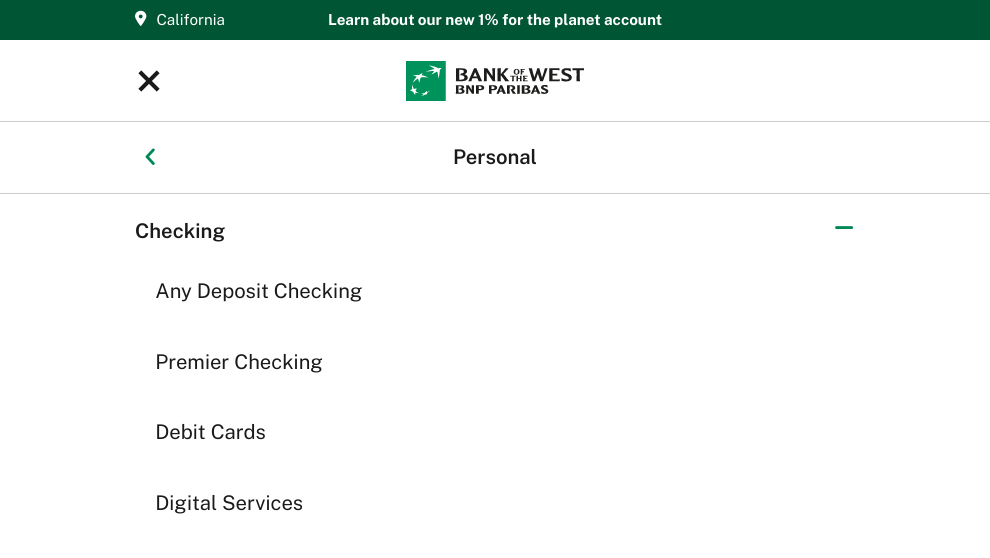 California
Learn about our new 1% for the planet account
BANK OF THE WEST
BNP PARIBAS
Personal
Checking
Any Deposit Checking
Premier Checking
Debit Cards
Digital Services